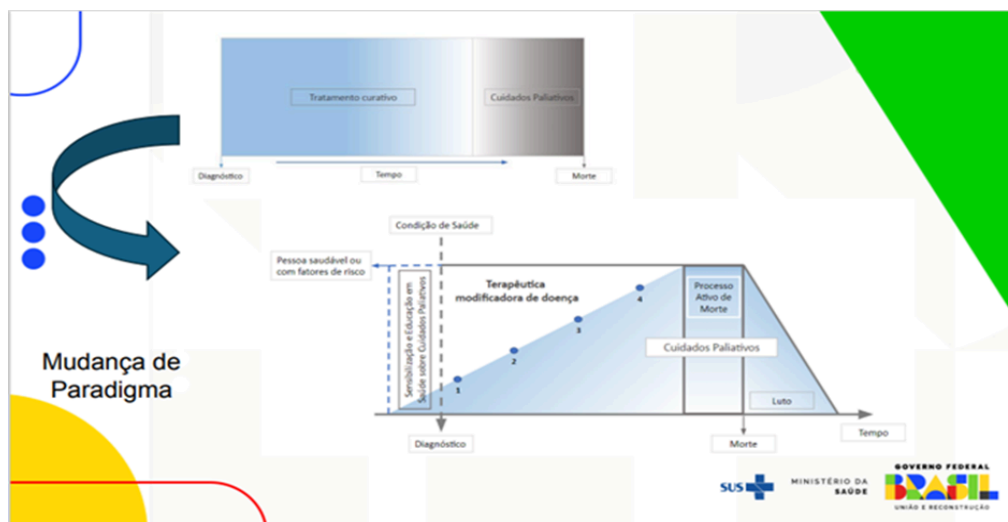 Tratamento curativo
Cuidados Paliativos
Diagnóstico
Tempo
Morte
Condição de Saúde
Pessoa saudável ou
com fatores de risco
Sensibilização e Educação em
Saúde sobre Cuidados Paliativos
Terapêutica
modificadora de doença
1
2
3
4
Processo
Ativo de
Morte
Cuidados Paliativos
Luto
Diagnóstico
Morte
Tempo
Mudança de
Paradigma
SUS
MINISTÉRIO DA
SAÚDE
GOVERNO FEDERAL
BRASIL
UNIÃO E RECONSTRUÇÃO